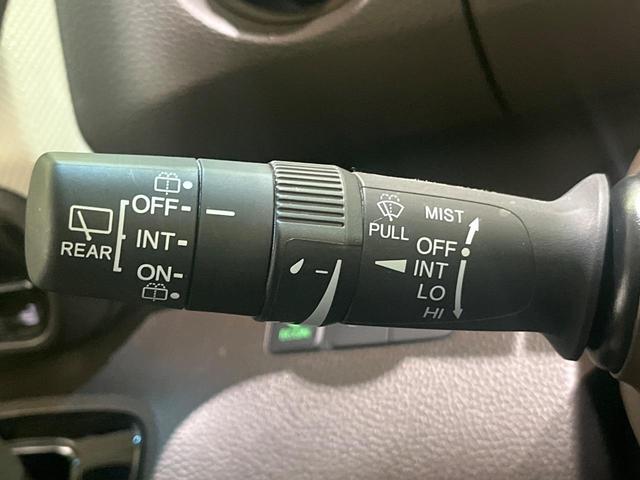 OFF
REAR
INT
ON
PULL
MIST
OFF
INT
LO
HI